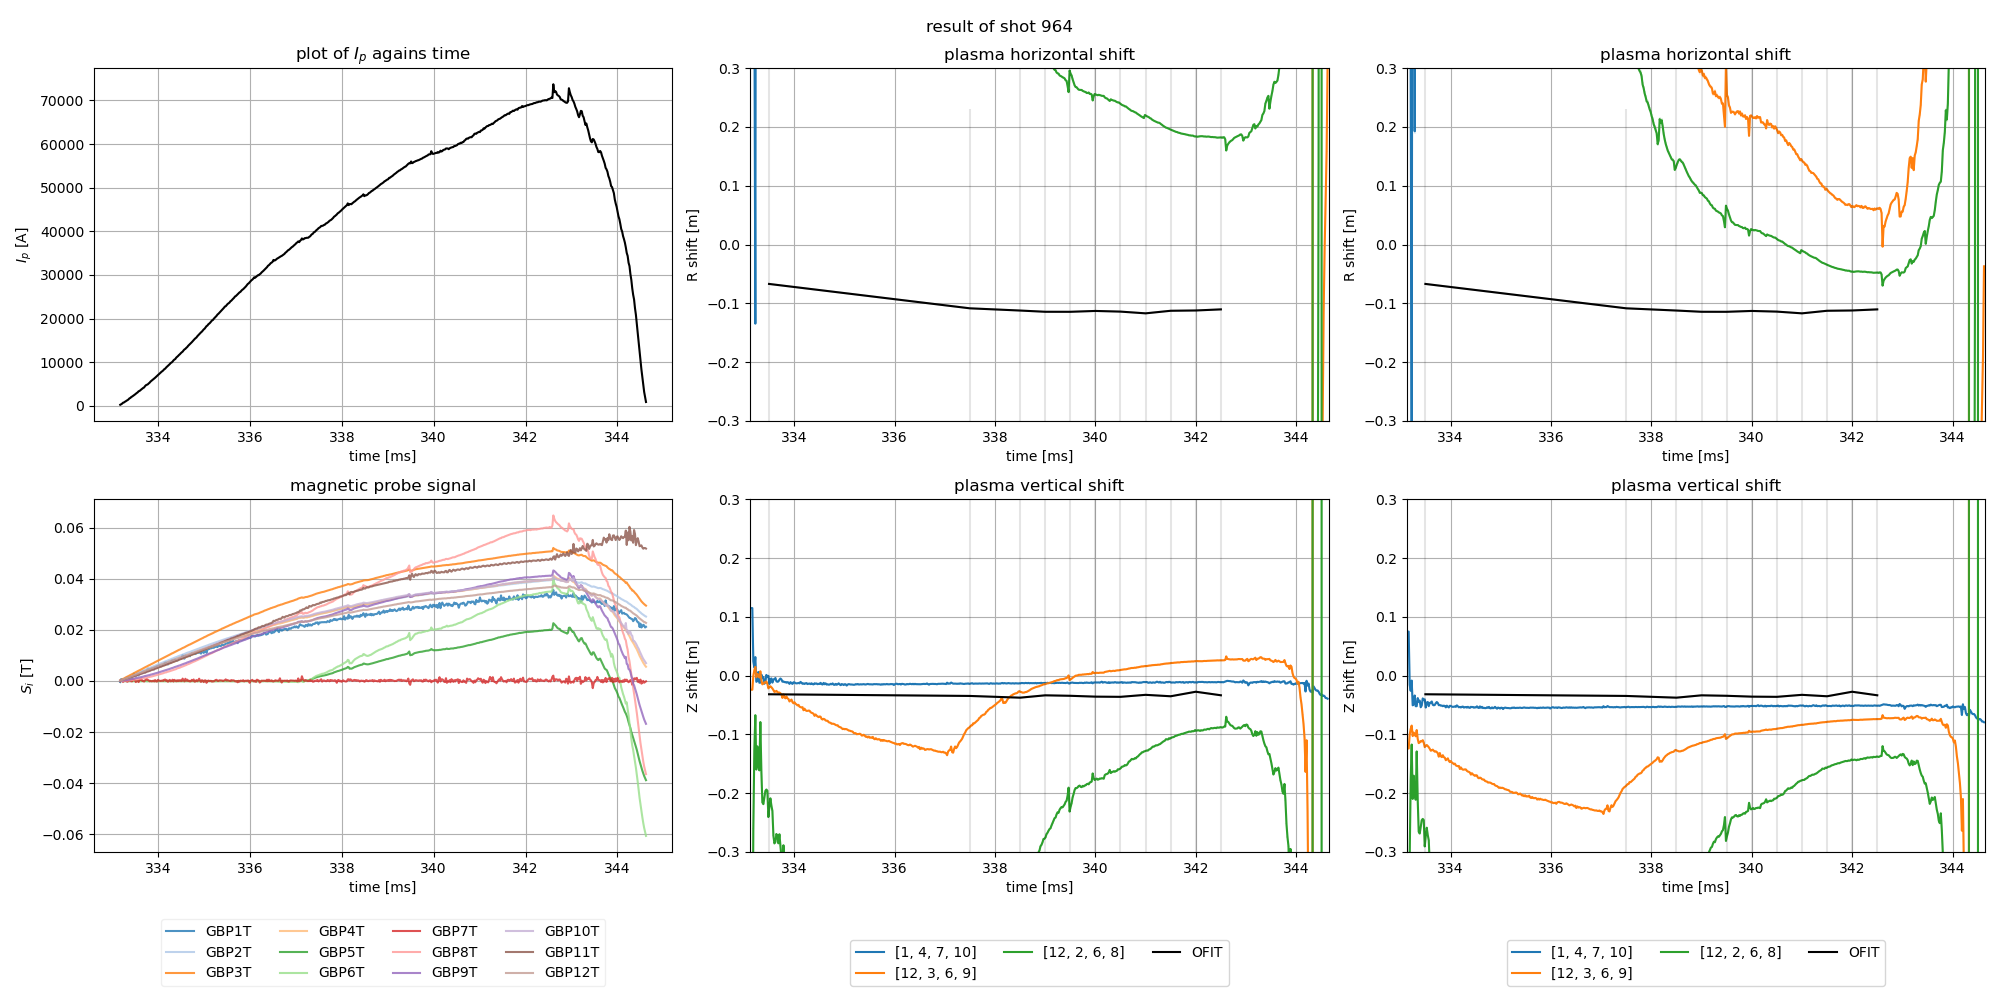 result of shot 964
plot of I_p agains time
70000
60000
50000
40000
30000
20000
10000
0
I_p [A]
334 336 338 340 342 344
time [ms]
plasma horizontal shift
0.3
0.2
0.1
0.0
−0.1
−0.2
−0.3
R shift [m]
334 336 338 340 342 344
time [ms]
plasma horizontal shift
0.3
0.2
0.1
0.0
−0.1
−0.2
−0.3
R shift [m]
334 336 338 340 342 344
time [ms]
magnetic probe signal
0.06
0.04
0.02
0.00
−0.02
−0.04
−0.06
S_i [T]
334 336 338 340 342 344
time [ms]
plasma vertical shift
0.3
0.2
0.1
0.0
−0.1
−0.2
−0.3
Z shift [m]
334 336 338 340 342 344
time [ms]
plasma vertical shift
0.3
0.2
0.1
0.0
−0.1
−0.2
−0.3
Z shift [m]
334 336 338 340 342 344
time [ms]
GBP1T GBP4T GBP7T GBP10T
GBP2T GBP5T GBP8T GBP11T
GBP3T GBP6T GBP9T GBP12T
[1, 4, 7, 10] [12, 2, 6, 8] OFIT
[12, 3, 6, 9]
[1, 4, 7, 10] [12, 2, 6, 8] OFIT
[12, 3, 6, 9]